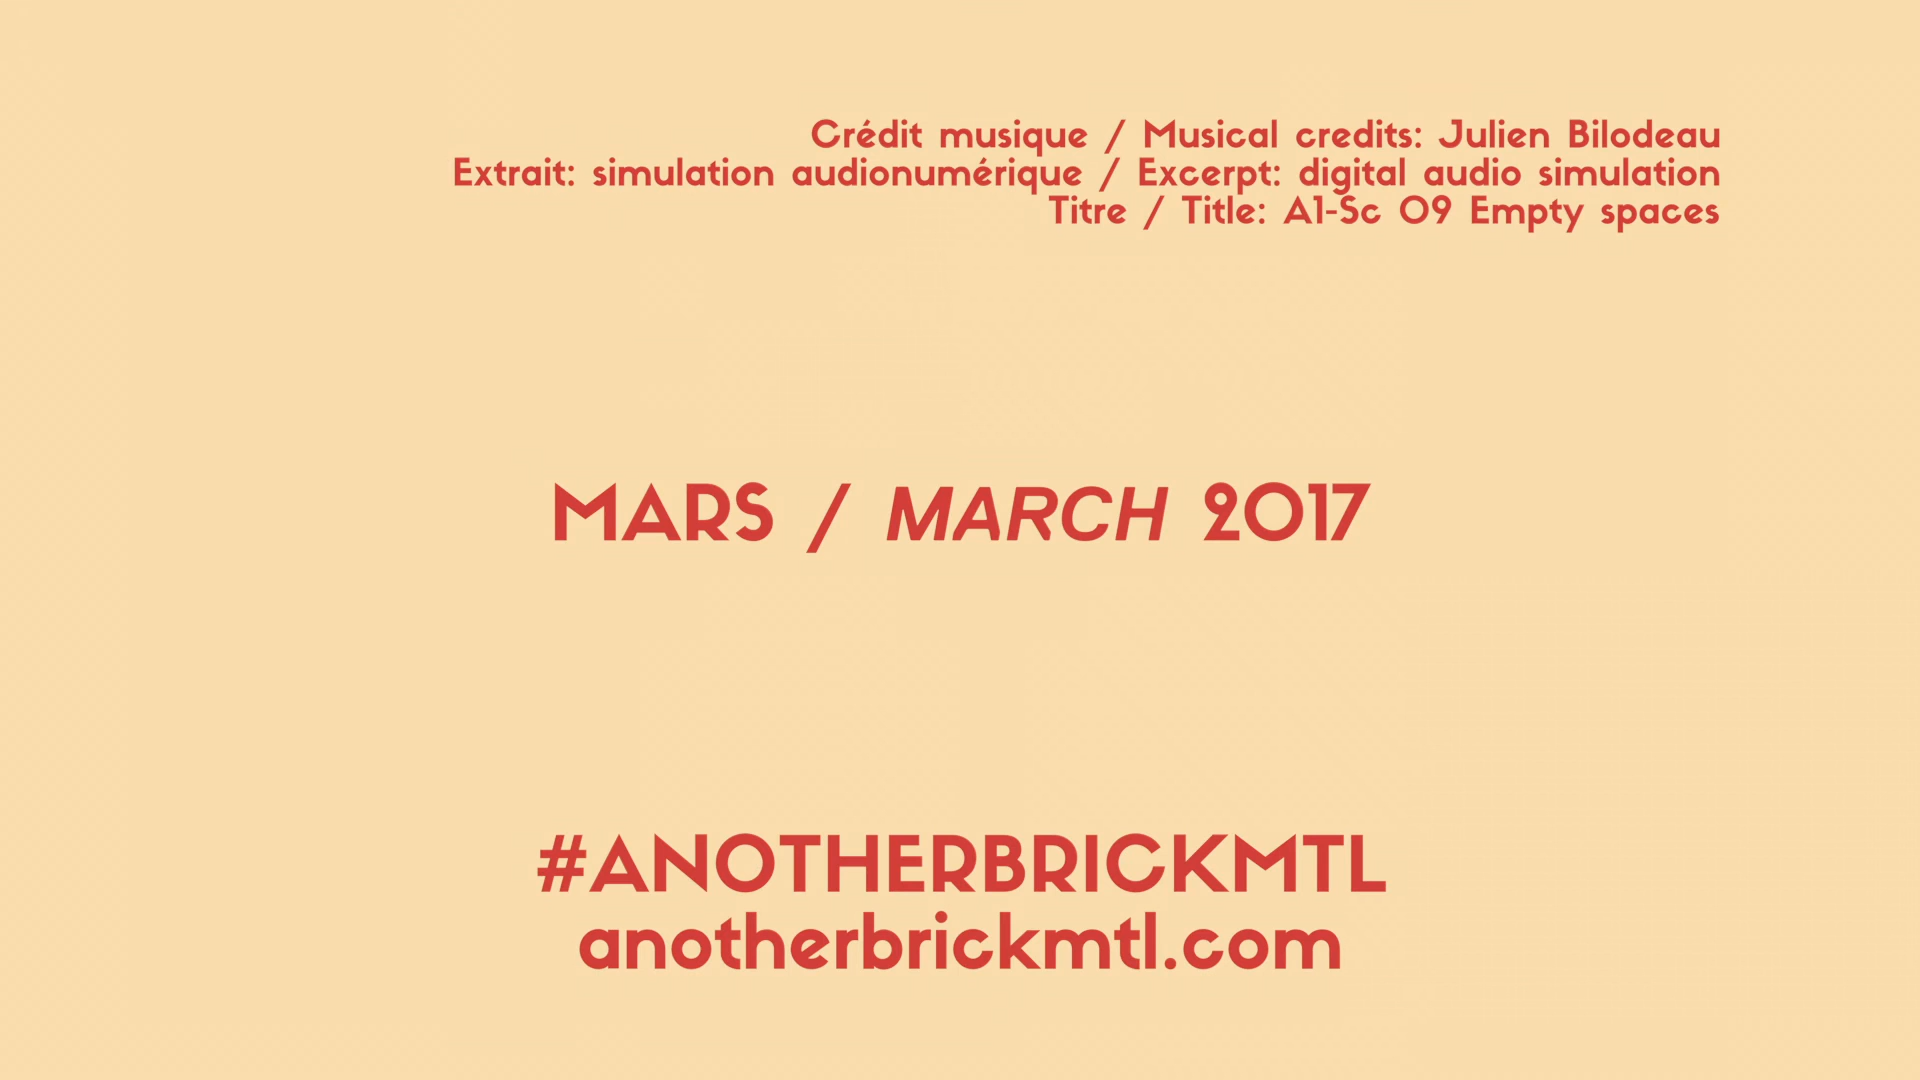 Crédit musique / Musical credits: Julien Bilodeau
Extrait: simulation audionumérique / Excerpt: digital audio simulation
Titre / Title: A1-Sc 09 Empty spaces
MARS / MARCH 2017
#ANOTHERBRICKMTL
anotherbrickmtl.com